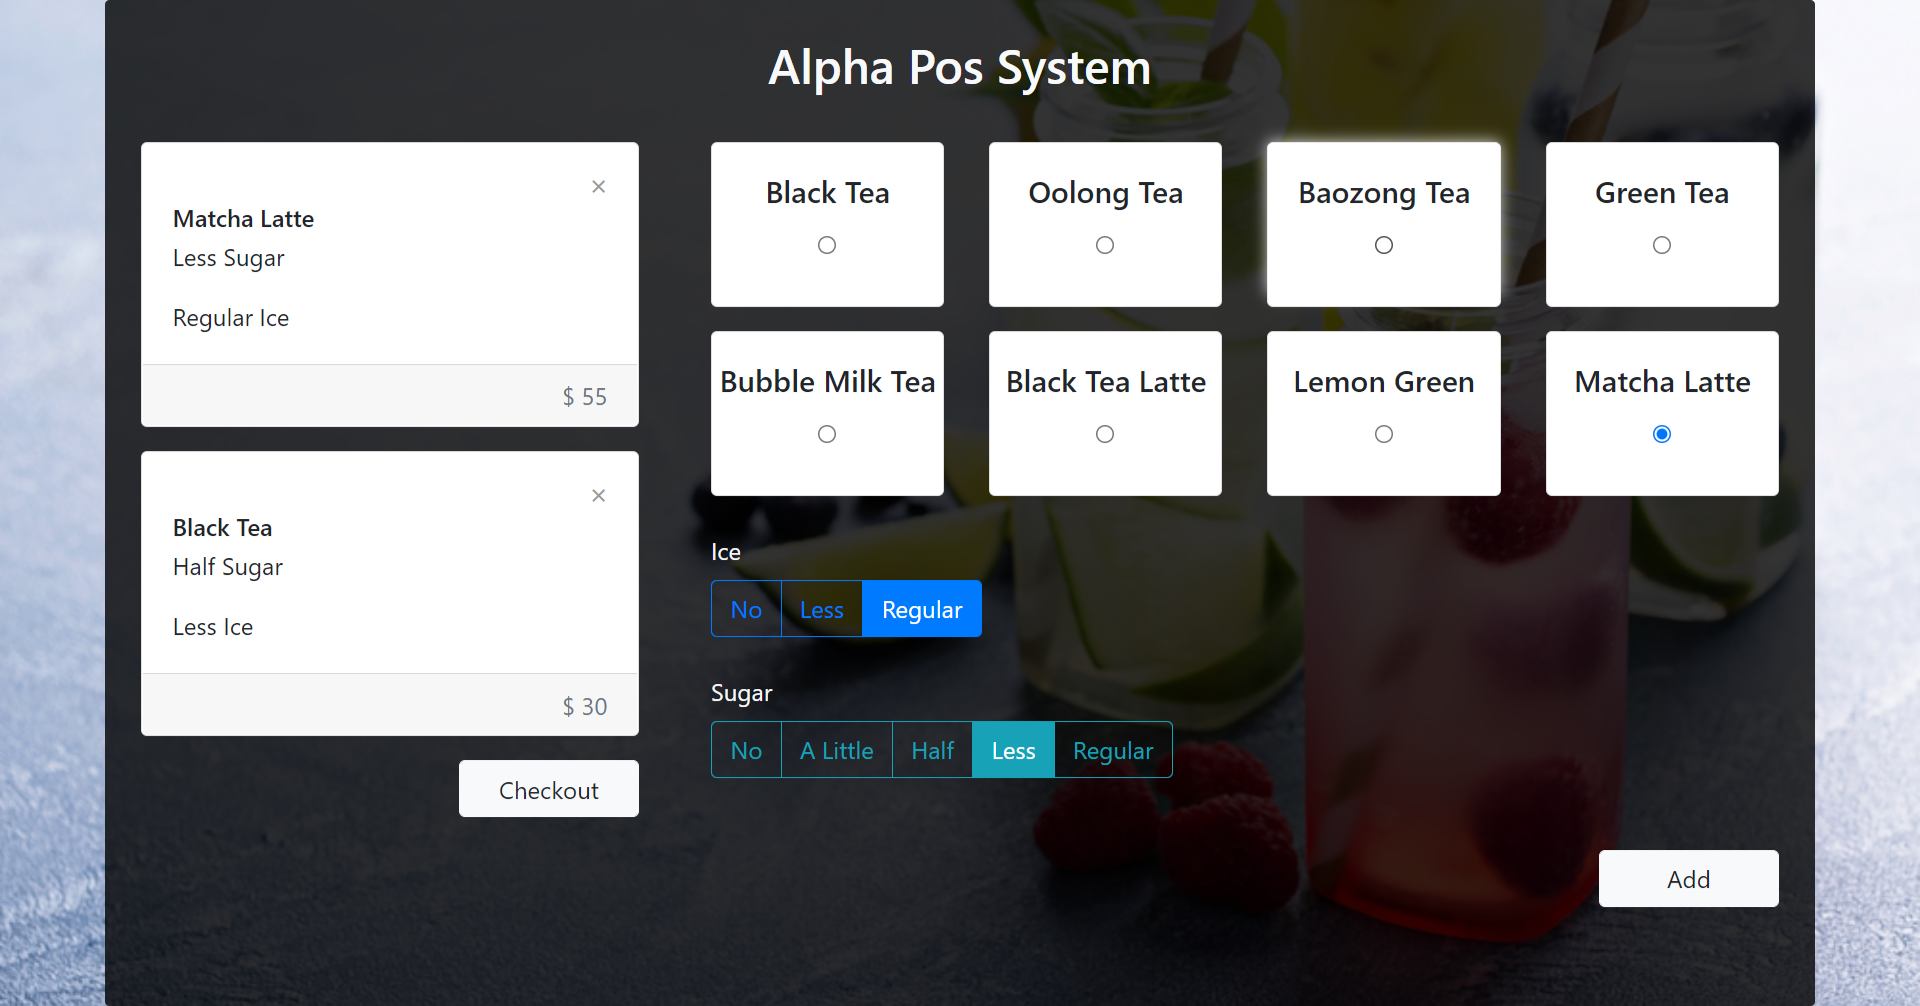 Alpha Pos System
×
Matcha Latte
Less Sugar
Regular Ice
$ 55
×
Black Tea
Half Sugar
Less Ice
$ 30
Checkout
Black Tea
Oolong Tea
Baozong Tea
Green Tea
Bubble Milk Tea
Black Tea Latte
Lemon Green
Matcha Latte
Ice
No Less Regular
Sugar
No A Little Half Less Regular
Add